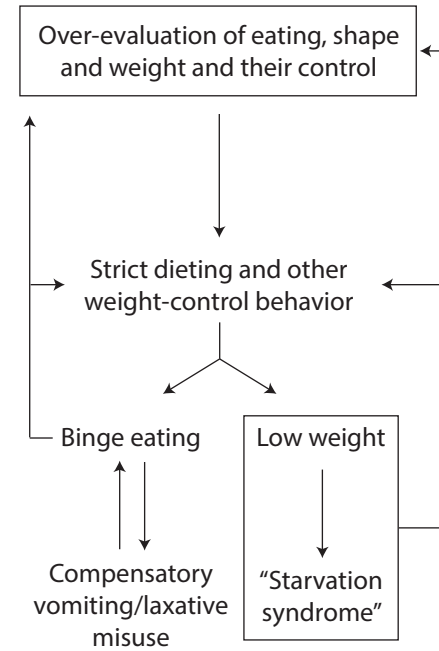 Over-evaluation of eating, shape
and weight and their control
Strict dieting and other
weight-control behavior
Binge eating
Low weight
Compensatory
vomiting/laxative
misuse
“Starvation
syndrome”